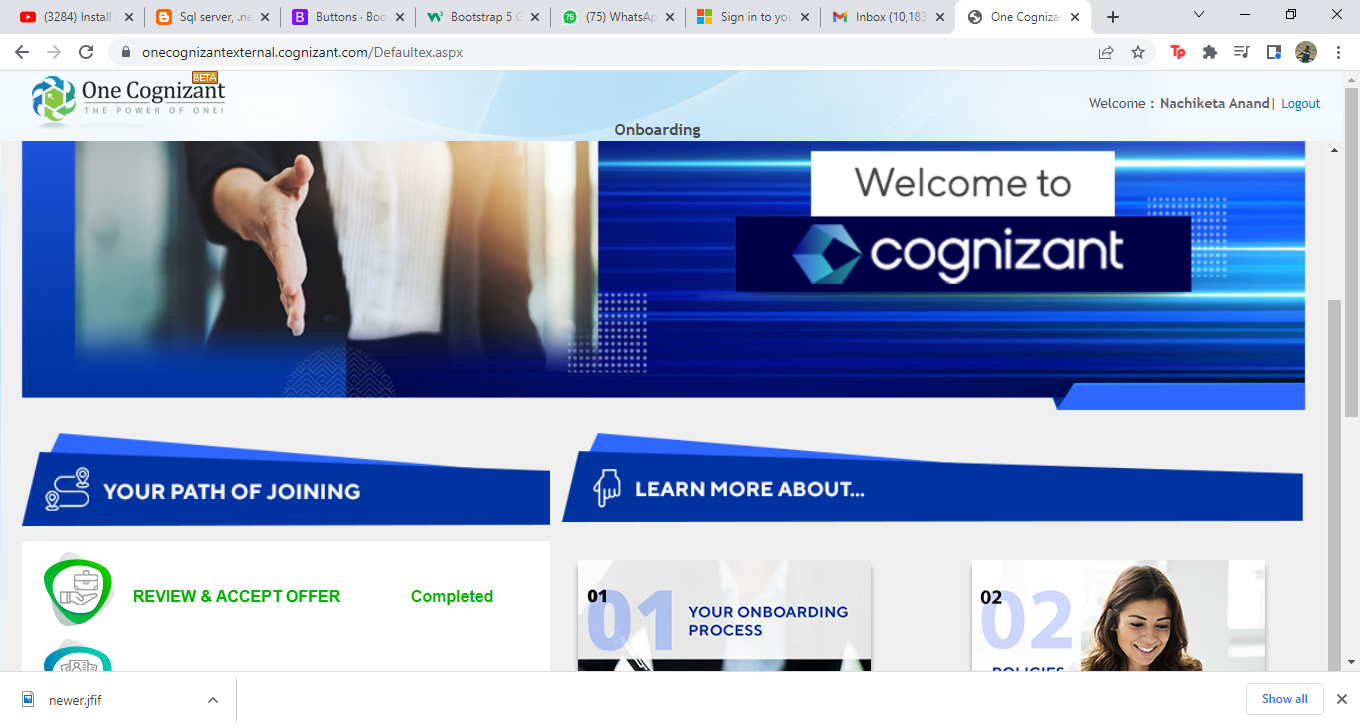 (3284) Install
Sql server, .ne
Buttons · Boo
Bootstrap 5 G
(75) WhatsAp
Sign in to you
Inbox (10,183
One Cognizan
onecognizantexternal.cognizant.com/Defaultex.aspx
BETA
One Cognizant
THE POWER OF ONE!
Welcome : Nachiketa Anand| Logout
Onboarding
Welcome to
cognizant
YOUR PATH OF JOINING
LEARN MORE ABOUT...
REVIEW & ACCEPT OFFER Completed
01
01 YOUR ONBOARDING
PROCESS
02
02
POLICIES
newer.jfif
Show all